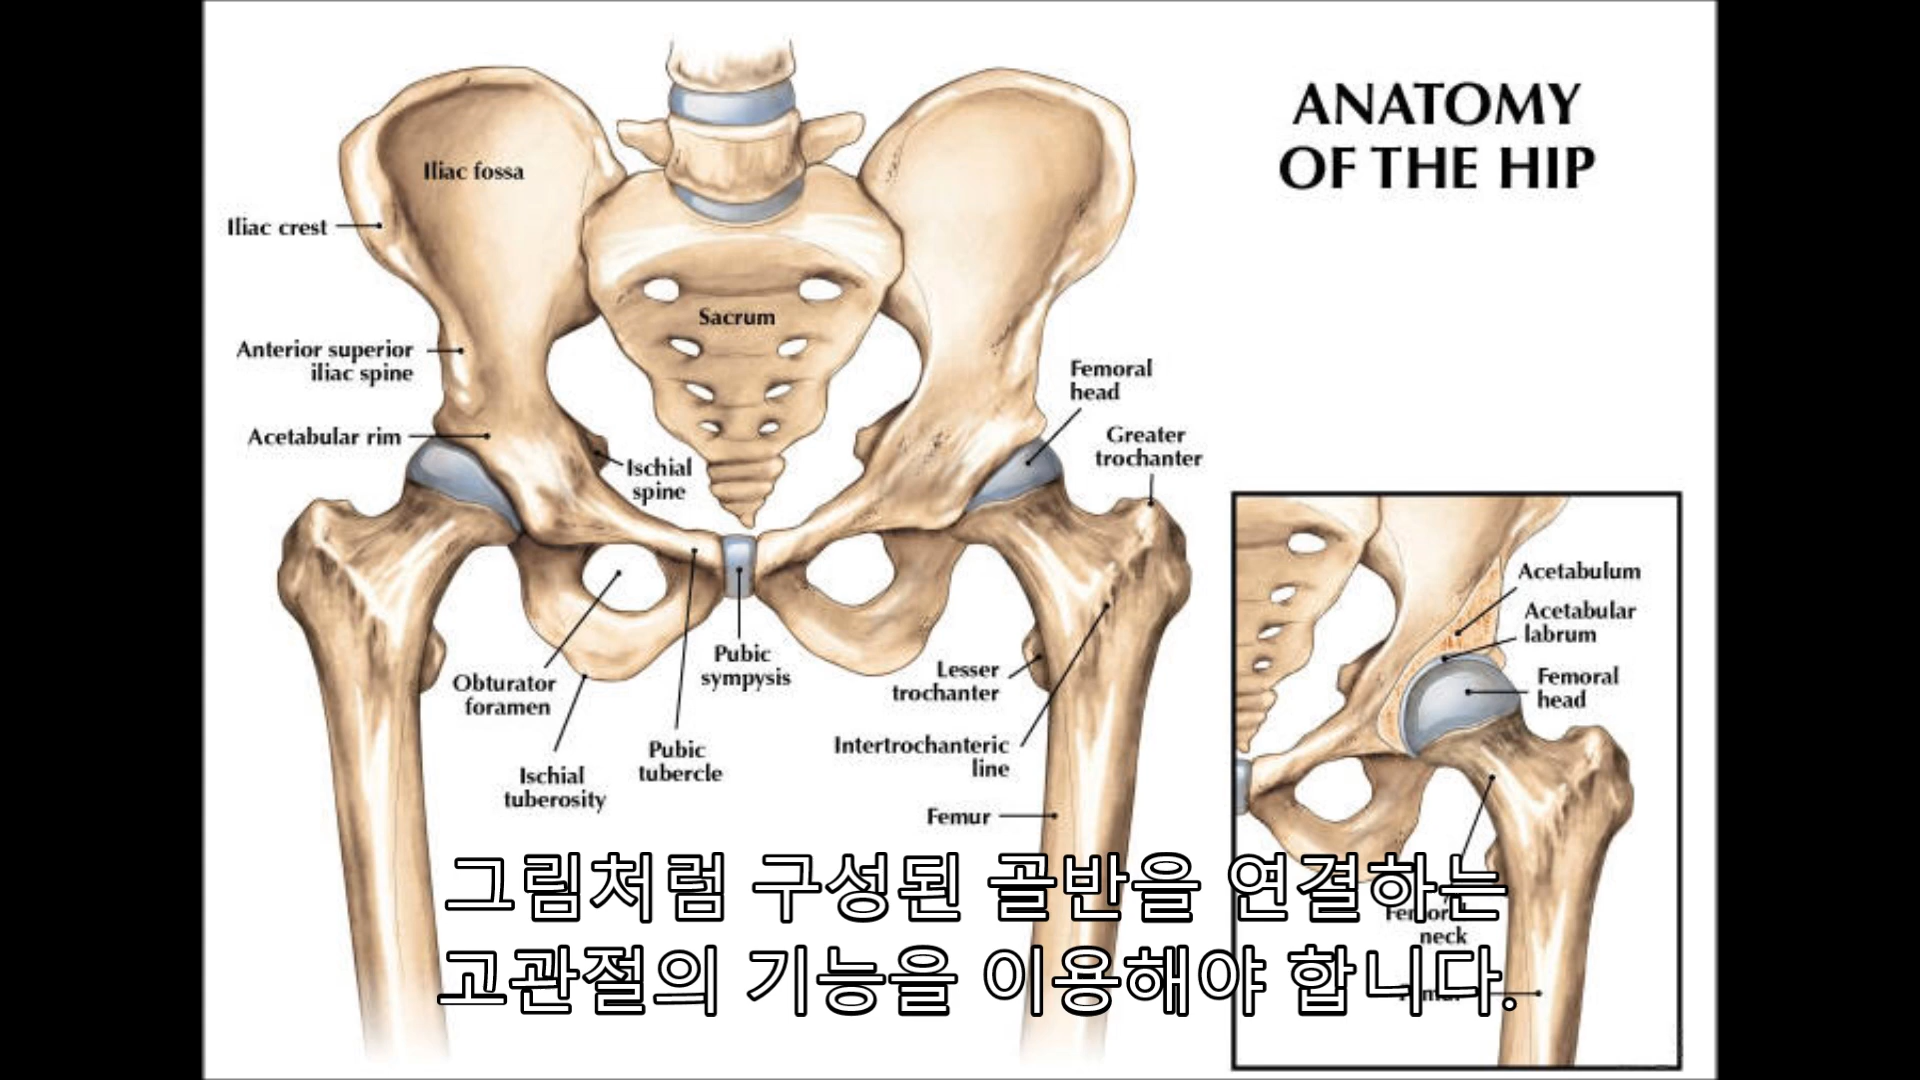 ANATOMY
OF THE HIP
Iliac fossa
Iliac crest
Sacrum
Anterior superior
iliac spine
Femoral
head
Acetabular rim
Greater
trochanter
Ischial
spine
Pubic
sympysis
Obturator
foramen
Lesser
trochanter
Pubic
tubercle
Intertrochanteric
line
Ischial
tuberosity
Femur
Acetabulum
Acetabular
labrum
Femoral
head
neck
그림처럼 구성된 골반을 연결하는
고관절의 기능을 이용해야 합니다.